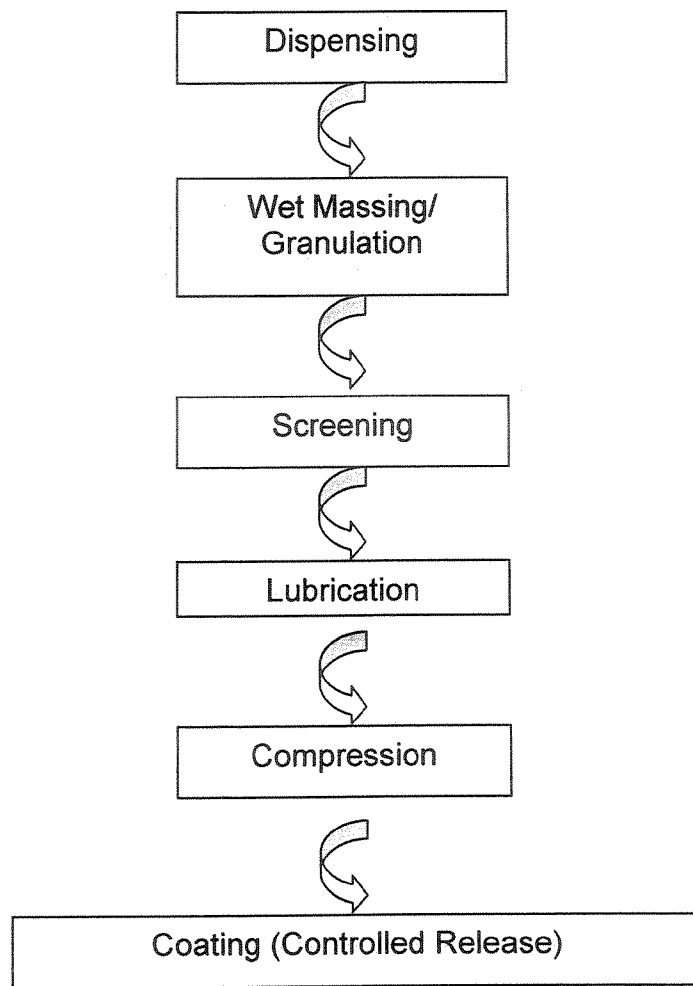 Dispensing
Wet Massing/
Granulation
Screening
Lubrication
Compression
Coating (Controlled Release)